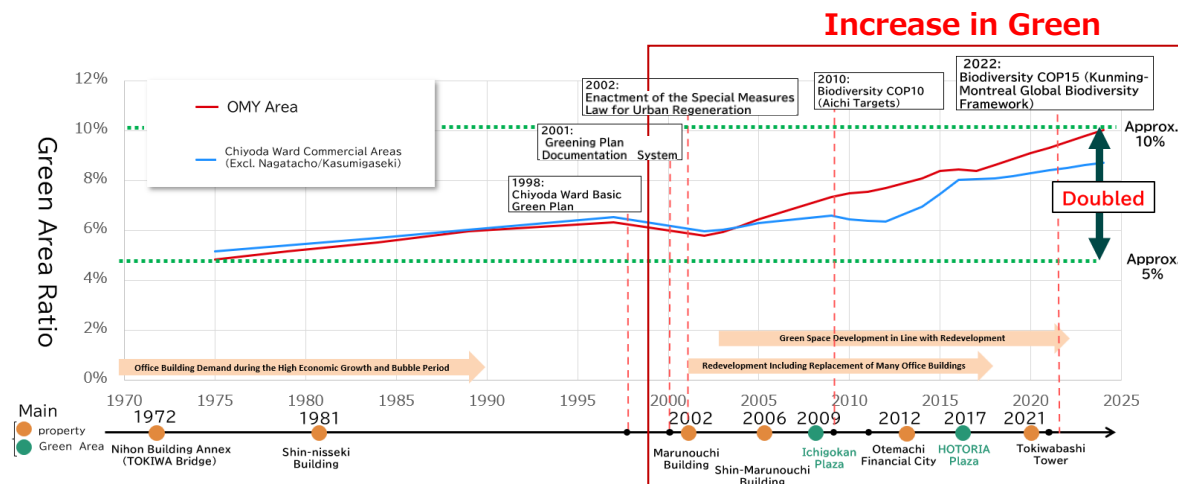 Increase in Green
12%
10%
8%
6%
4%
2%
0%
Green Area Ratio
OMY Area
Chiyoda Ward Commercial Areas
(Excl. Nagatacho/Kasumigaseki)
1998:
Chiyoda Ward Basic
Green Plan
2001:
Greening Plan
Documentation System
2002:
Enactment of the Special Measures
Law for Urban Regeneration
2010:
Biodiversity COP10
(Aichi Targets)
2022:
Biodiversity COP15 (Kunming-
Montreal Global Biodiversity
Framework)
Approx.
10%
Doubled
Approx.
5%
Green Space Development in Line with Redevelopment
Office Building Demand during the High Economic Growth and Bubble Period
Redevelopment Including Replacement of Many Office Buildings
1970
1975
1980
1985
1990
1995
2000
2005
2010
2015
2020
2025
Main
property
Green Area
1972
Nihon Building Annex
(TOKIWA Bridge)
1981
Shin-nisseki
Building
2002
Marunouchi
Building
2006
Shin-Marunouchi
Building
2009
Ichigokan
Plaza
2012
Otemachi
Financial City
2017
HOTORIA
Plaza
2021
Tokiwabashi
Tower